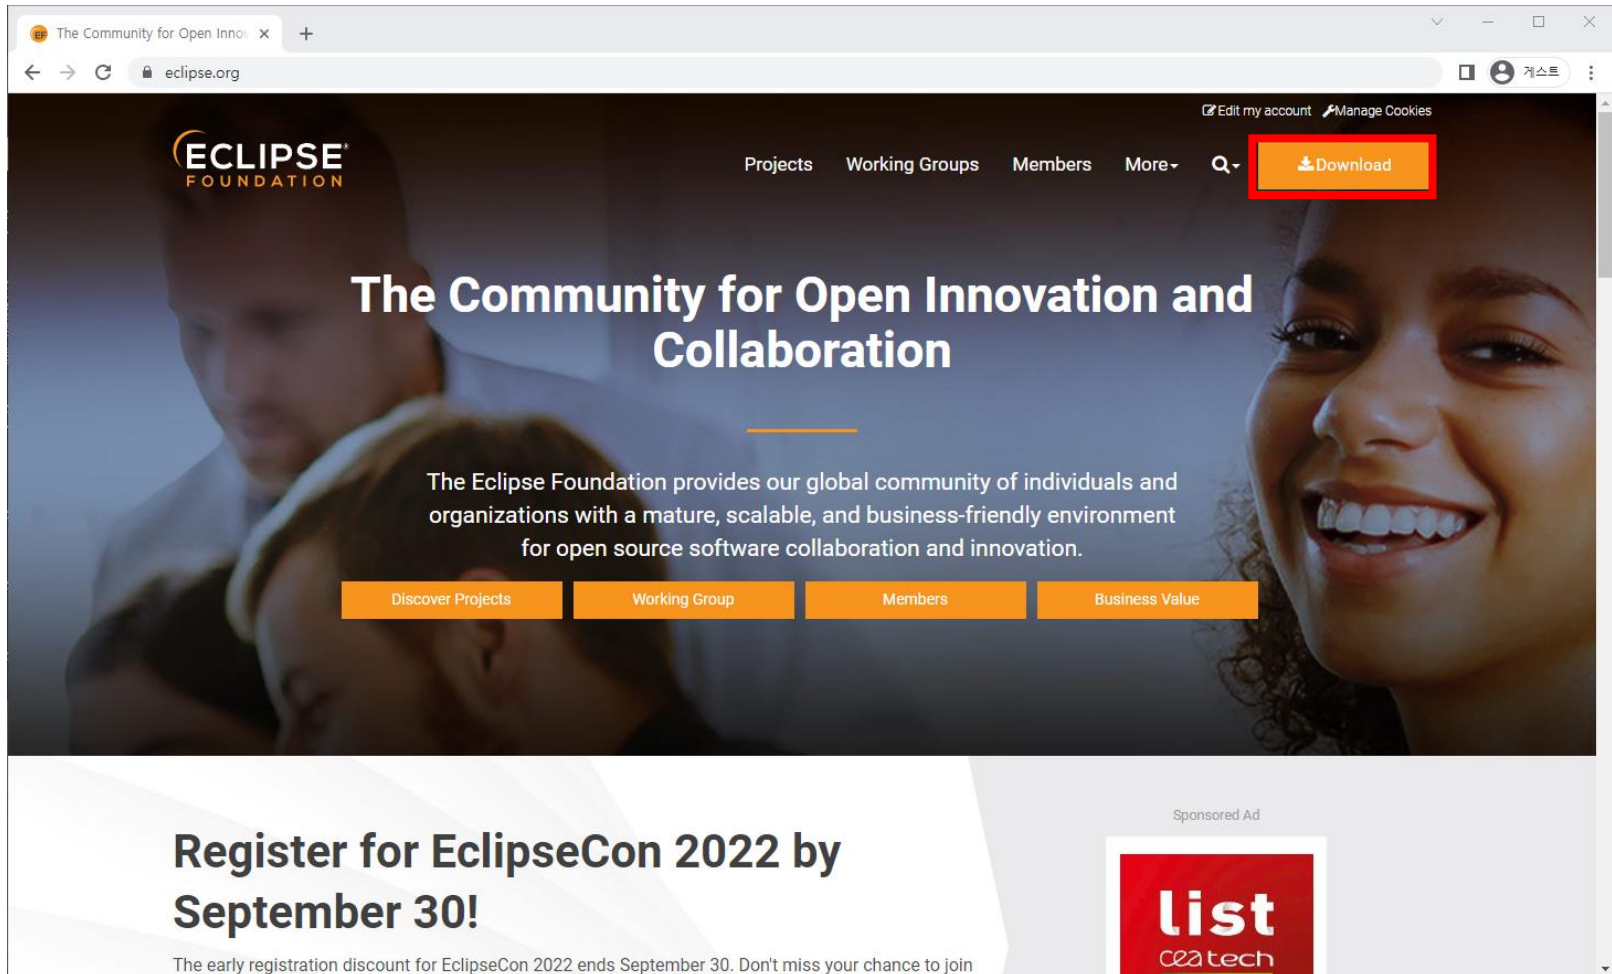 The Community for Open Innov
eclipse.org
게스트
Edit my account Manage Cookies
ECLIPSE
FOUNDATION
Projects Working Groups Members More Download
The Community for Open Innovation and
Collaboration
The Eclipse Foundation provides our global community of individuals and
organizations with a mature, scalable, and business-friendly environment
for open source software collaboration and innovation.
Discover Projects Working Group Members Business Value
Sponsored Ad
Register for EclipseCon 2022 by
September 30!
The early registration discount for EclipseCon 2022 ends September 30. Don't miss your chance to join
list
cea tech